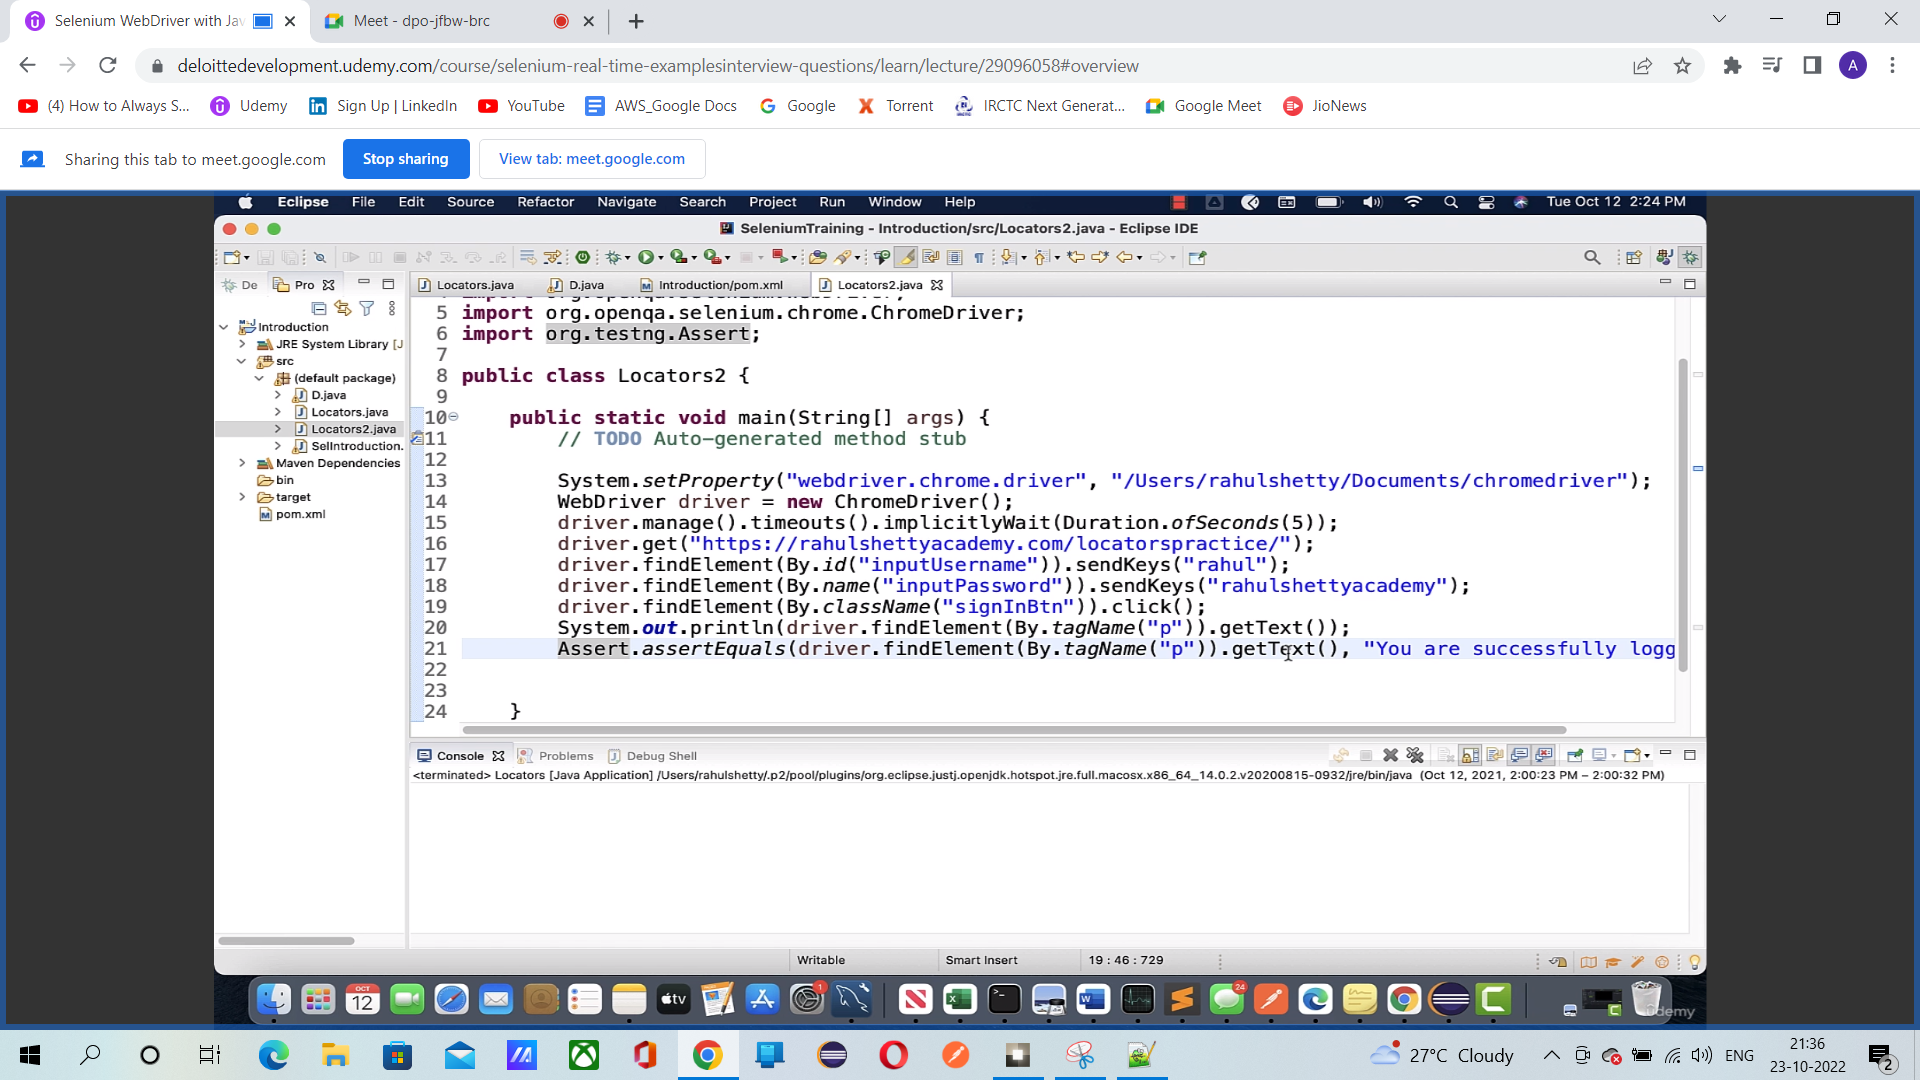 Selenium WebDriver with Jav
Meet - dpo-jfbw-brc
deloittedevelopment.udemy.com/course/selenium-real-time-examplesinterview-questions/learn/lecture/29096058#overview
A
(4) How to Always S...
Udemy
Sign Up | LinkedIn
YouTube
AWS_Google Docs
Google
Torrent
IRCTC Next Generat...
Google Meet
JioNews
Sharing this tab to meet.google.com
Stop sharing
View tab: meet.google.com
Eclipse File Edit Source Refactor Navigate Search Project Run Window Help
Tue Oct 12 2:24 PM
SeleniumTraining - Introduction/src/Locators2.java - Eclipse IDE
De
Pro
Locators.java
D.java
Introduction/pom.xml
Locators2.java
Introduction
JRE System Library [J
src
(default package)
D.java
Locators.java
Locators2.java
SelIntroduction.
Maven Dependencies
bin
target
pom.xml
5 import org.openqa.selenium.chrome.ChromeDriver;
6 import org.testng.Assert;
7
8 public class Locators2 {
9
10 public static void main(String[] args) {
11 // TODO Auto-generated method stub
12
13 System.setProperty("webdriver.chrome.driver", "/Users/rahulshetty/Documents/chromedriver");
14 WebDriver driver = new ChromeDriver();
15 driver.manage().timeouts().implicitlyWait(Duration.ofSeconds(5));
16 driver.get("https://rahulshettyacademy.com/locatorspractice/");
17 driver.findElement(By.id("inputUsername")).sendKeys("rahul");
18 driver.findElement(By.name("inputPassword")).sendKeys("rahulshettyacademy");
19 driver.findElement(By.className("signInBtn")).click();
20 System.out.println(driver.findElement(By.tagName("p")).getText());
21 Assert.assertEquals(driver.findElement(By.tagName("p")).getText(), "You are successfully logg
22
23
24 }
Console
Problems
Debug Shell
<terminated> Locators [Java Application] /Users/rahulshetty/.p2/pool/plugins/org.eclipse.justj.openjdk.hotspot.jre.full.macosx.x86_64_14.0.2.v20200815-0932/jre/bin/java (Oct 12, 2021, 2:00:23 PM – 2:00:32 PM)
Writable
Smart Insert
19 : 46 : 729
OCT
12
tv
1
24
udemy
27°C Cloudy
ENG
21:36
23-10-2022
2